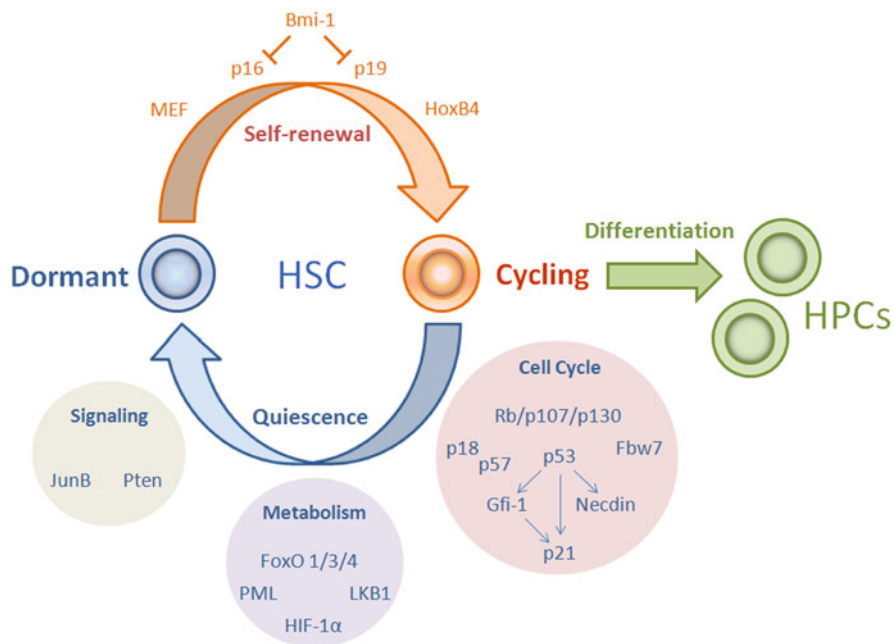 Bmi-1
p16
p19
MEF
HoxB4
Self-renewal
Differentiation
Dormant
HSC
Cycling
HPCs
Quiescence
Signaling
JunB Pten
Metabolism
FoxO 1/3/4
PML LKB1
HIF-1α
Cell Cycle
Rb/p107/p130
p18
p57
p53
Fbw7
Gfi-1
Necdin
p21